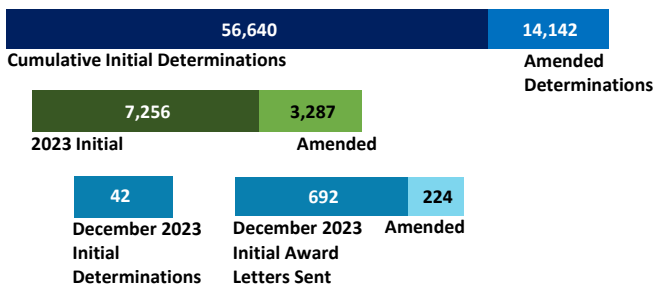 56,640 14,142
Cumulative Initial Determinations Amended
Determinations
7,256 3,287
2023 Initial Amended
42 692 224
December 2023 December 2023 Amended
Initial Initial Award
Determinations Letters Sent